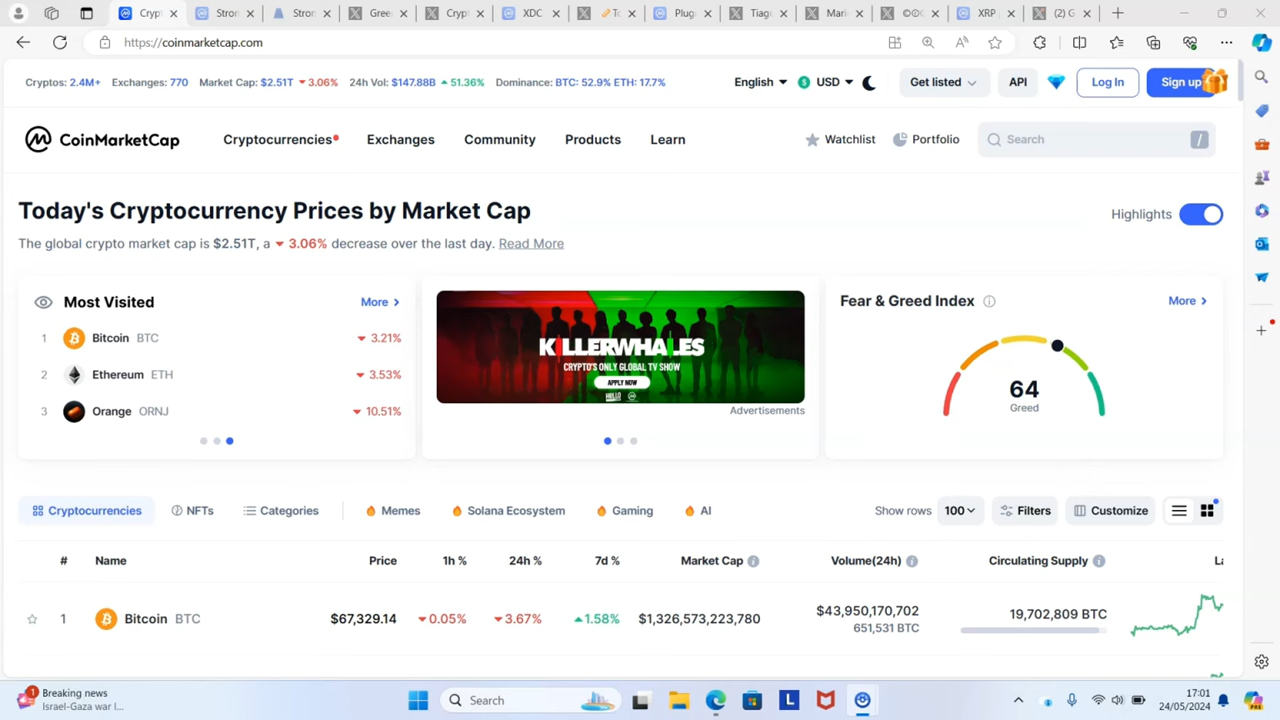 Crypt
Stron
Stron
Gree
Cryp
XDC
To
Plug
Tiag
Mark
XRP
(2) G
https://coinmarketcap.com
Cryptos: 2.4M+ Exchanges: 770 Market Cap: $2.51T 3.06% 24h Vol: $147.88B 51.36% Dominance: BTC: 52.9% ETH: 17.7%
English USD Get listed API Log In Sign up
CoinMarketCap Cryptocurrencies Exchanges Community Products Learn Watchlist Portfolio Search /
Today's Cryptocurrency Prices by Market Cap
Highlights
The global crypto market cap is $2.51T, a 3.06% decrease over the last day. Read More
Most Visited More
1 Bitcoin BTC 3.21%
2 Ethereum ETH 3.53%
3 Orange ORNJ 10.51%
KILLERWHALES
CRYPTO'S ONLY GLOBAL TV SHOW
APPLY NOW
HELLO
Advertisements
Fear & Greed Index More
64
Greed
Cryptocurrencies NFTs Categories Memes Solana Ecosystem Gaming AI Show rows 100 Filters Customize
# Name Price 1h % 24h % 7d % Market Cap Volume(24h) Circulating Supply La
1 Bitcoin BTC $67,329.14 0.05% 3.67% 1.58% $1,326,573,223,780 $43,950,170,702 19,702,809 BTC
651,531 BTC
1
Breaking news
Israel-Gaza war I...
Search
L
PRE
17:01
24/05/2024